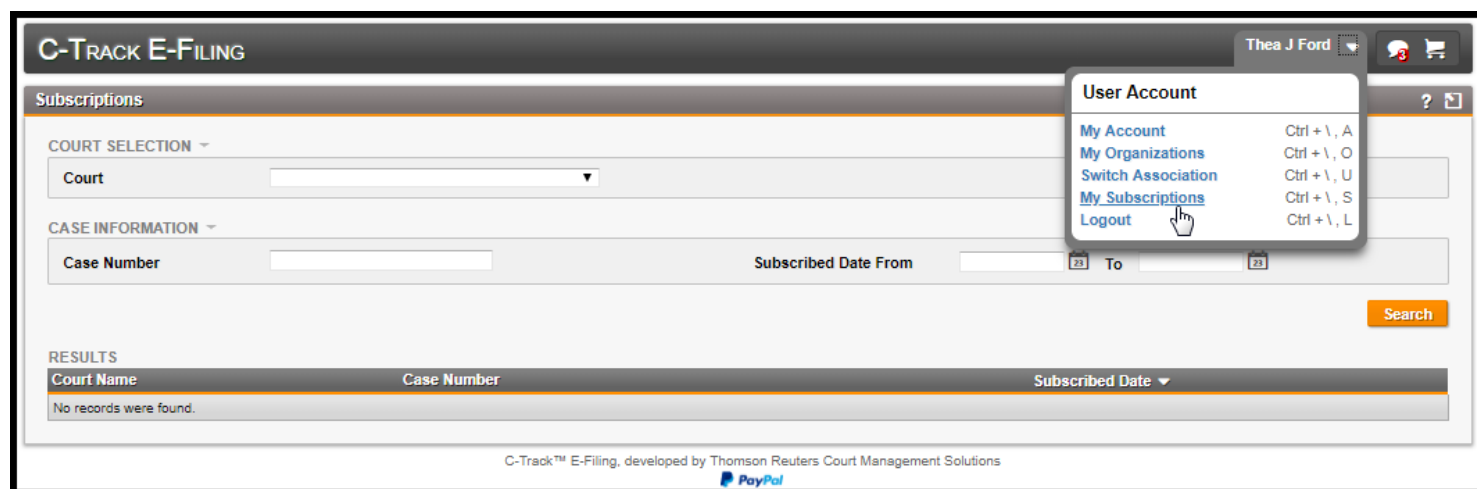 C-Track E-Filing
Thea J Ford
3
Subscriptions
?
User Account
My Account Ctrl + \ , A
My Organizations Ctrl + \ , O
Switch Association Ctrl + \ , U
My Subscriptions Ctrl + \ , S
Logout Ctrl + \ , L
COURT SELECTION
Court
CASE INFORMATION
Case Number
Subscribed Date From 23 To 23
Search
RESULTS
Court Name Case Number Subscribed Date
No records were found.
C-Track™ E-Filing, developed by Thomson Reuters Court Management Solutions
PayPal